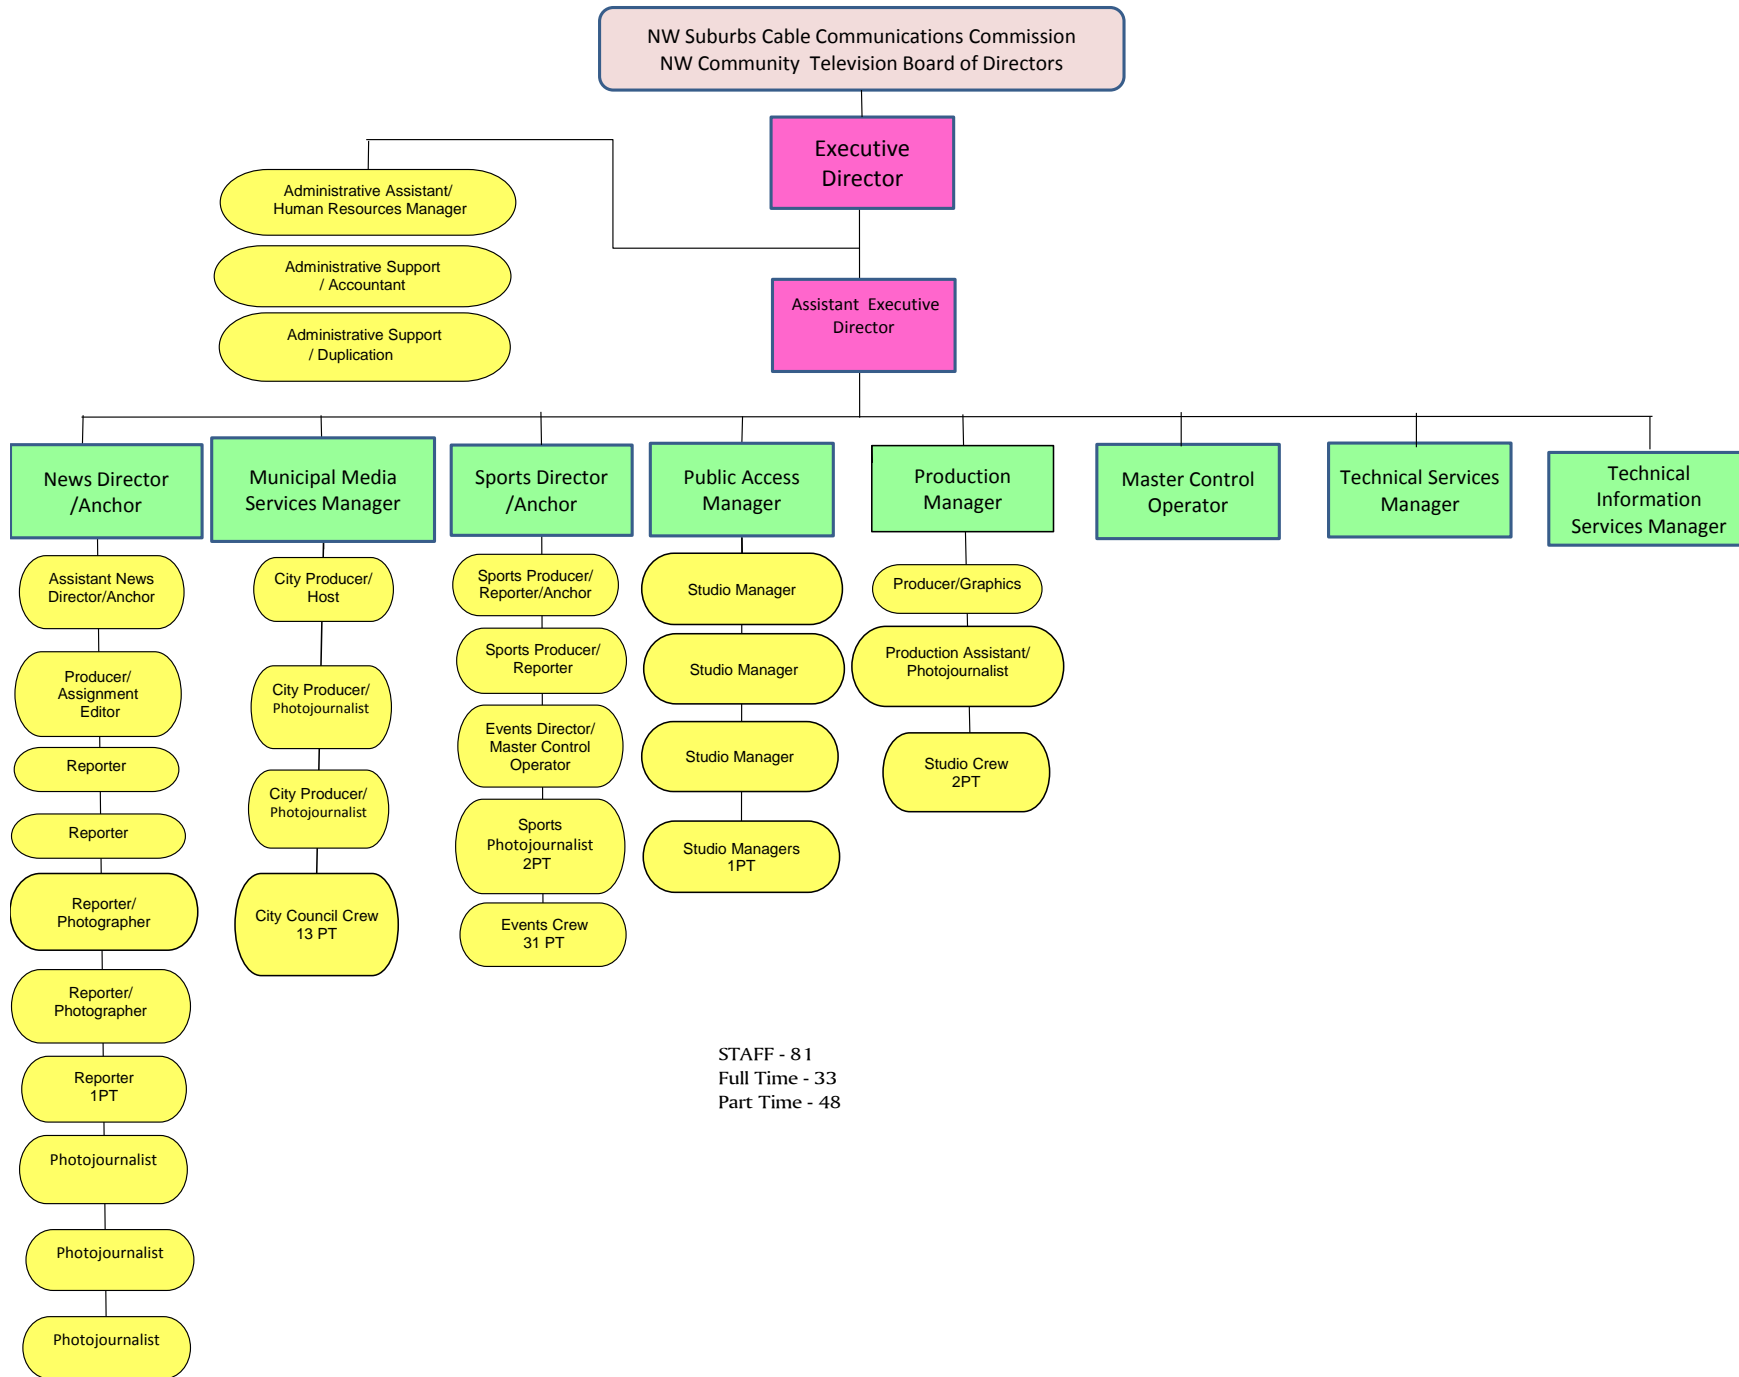 NW Suburbs Cable Communications Commission
NW Community Television Board of Directors
Executive
Director
Administrative Assistant/
Human Resources Manager
Administrative Support
/ Accountant
Administrative Support
/ Duplication
Assistant Executive
Director
News Director
/Anchor
Municipal Media
Services Manager
Sports Director
/Anchor
Public Access
Manager
Production
Manager
Master Control
Operator
Technical Services
Manager
Technical
Information
Services Manager
Assistant News
Director/Anchor
Producer/
Assignment
Editor
Reporter
Reporter
Reporter/
Photographer
Reporter/
Photographer
Reporter
1PT
Photojournalist
Photojournalist
Photojournalist
City Producer/
Host
City Producer/
Photojournalist
City Producer/
Photojournalist
City Council Crew
13 PT
Sports Producer/
Reporter/Anchor
Sports Producer/
Reporter
Events Director/
Master Control
Operator
Sports
Photojournalist
2PT
Events Crew
31 PT
Studio Manager
Studio Manager
Studio Manager
Studio Managers
1PT
Producer/Graphics
Production Assistant/
Photojournalist
Studio Crew
2PT
STAFF - 81
Full Time - 33
Part Time - 48